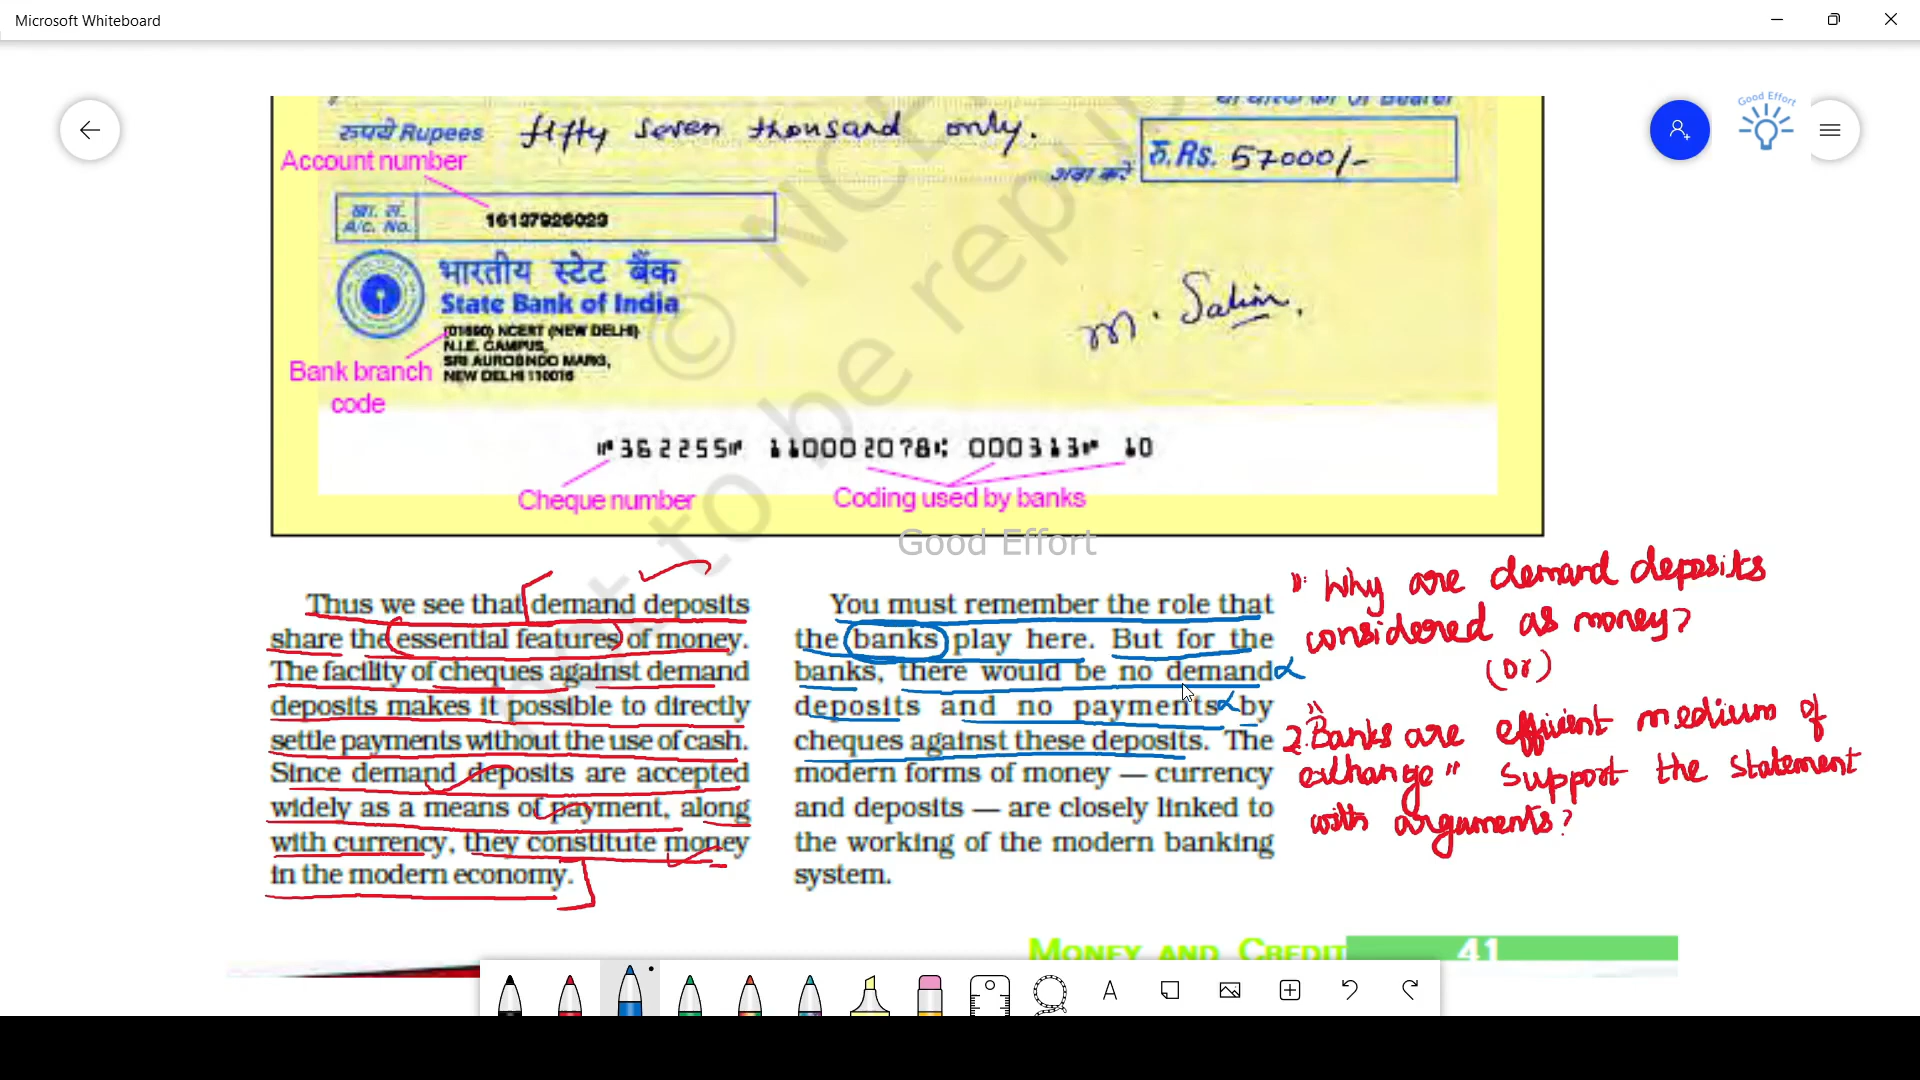 Microsoft Whiteboard
Good Effort
रुपये Rupees fifty seven thousand only.
अदा करें
रु.Rs. 57000/-
Account number
खा. सं.
A/c. No.
16137926023
भारतीय स्टेट बैंक
State Bank of India
(01690) NCERT (NEW DELHI)
N.I.E. CAMPUS,
SRI AUROBINDO MARG,
NEW DELHI 110016
Bank branch
code
M. Salim.
362255 110002078 000313 10
Cheque number
Coding used by banks
Good Effort
Thus we see that demand deposits
share the essential features of money.
The facility of cheques against demand
deposits makes it possible to directly
settle payments without the use of cash.
Since demand deposits are accepted
widely as a means of payment, along
with currency, they constitute money
in the modern economy.
You must remember the role that
the banks play here. But for the
banks, there would be no demand
deposits and no payments by
cheques against these deposits. The
modern forms of money — currency
and deposits — are closely linked to
the working of the modern banking
system.
Why are demand deposits
considered as money?
(Or)
2. "Banks are efficient medium of
exchange" Support the statement
with arguments?
MONEY AND CREDIT 41
© NCE
t to be repub